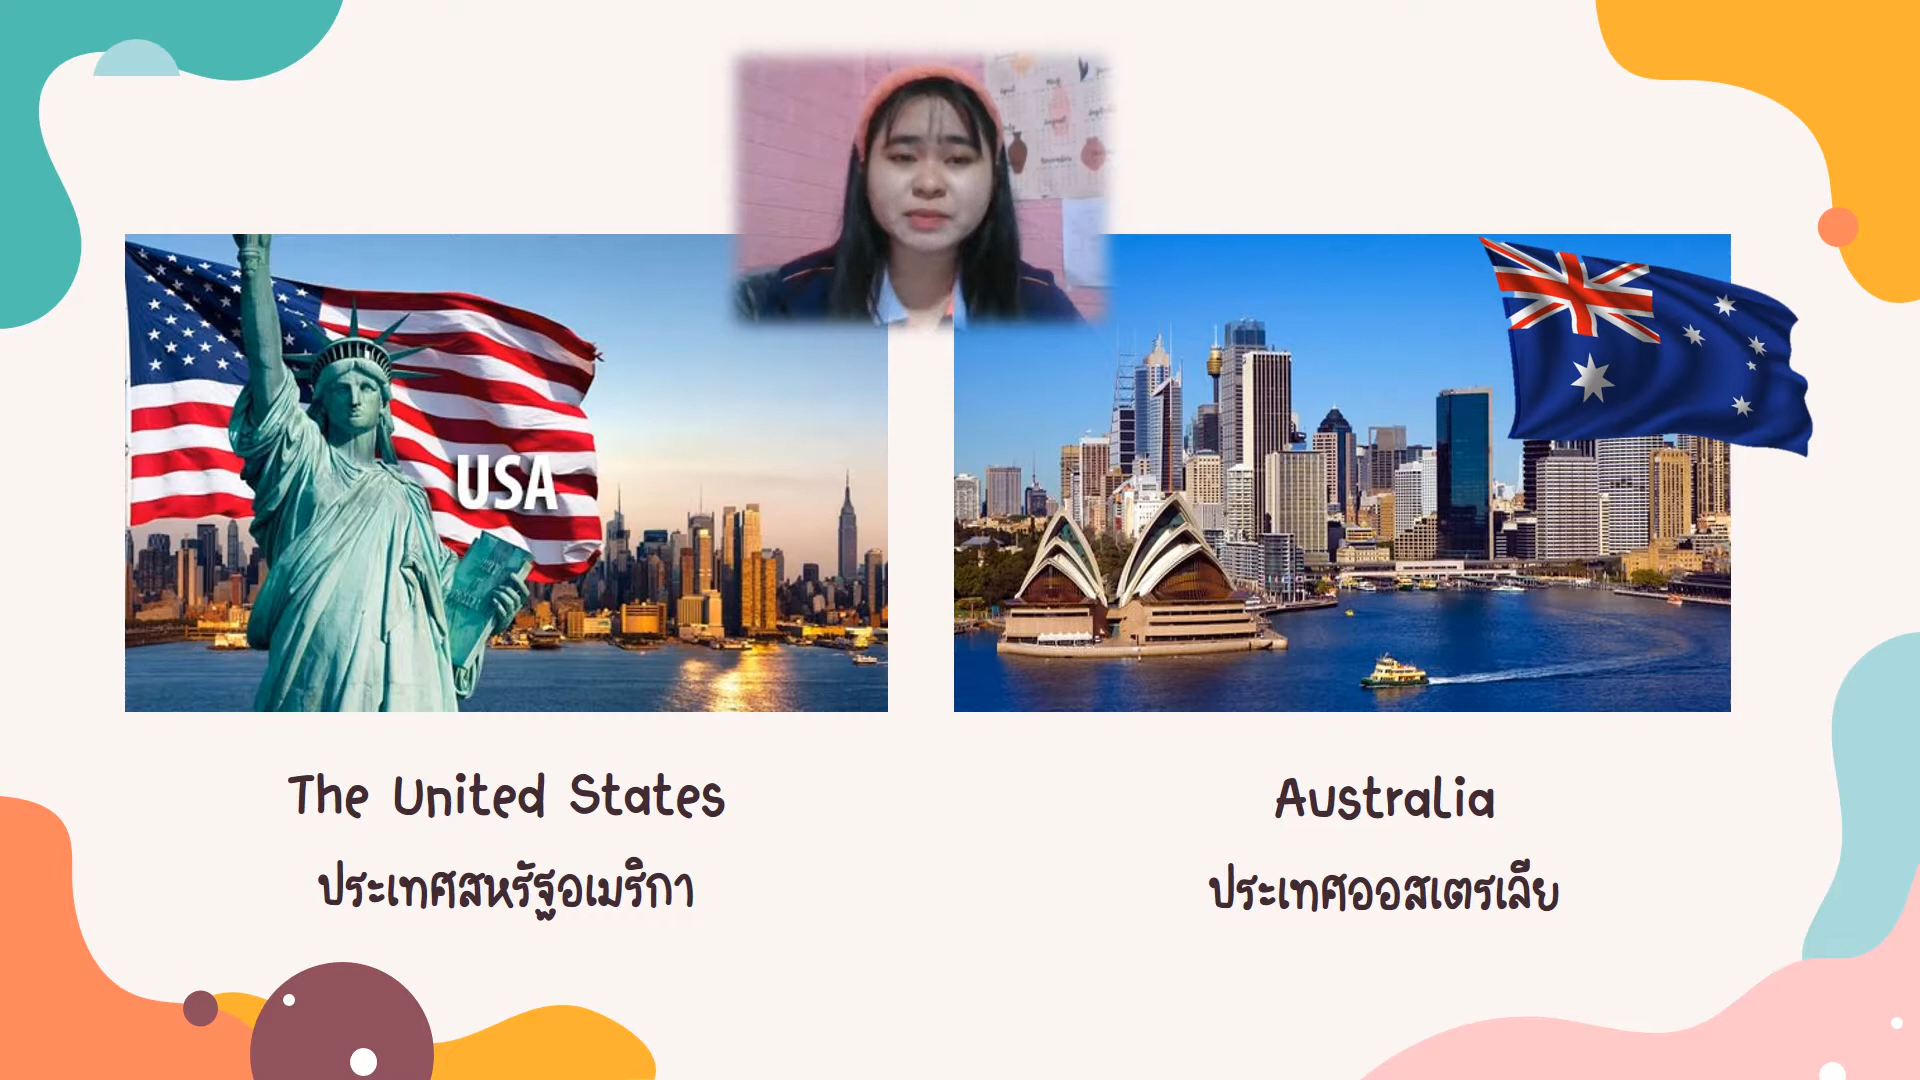 USA
The United States
ประเทศสหรัฐอเมริกา
Australia
ประเทศออสเตรเลีย